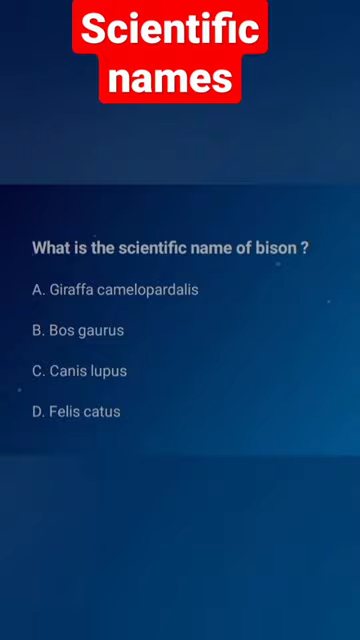 Scientific
names
What is the scientific name of bison ?
A. Giraffa camelopardalis
B. Bos gaurus
C. Canis lupus
D. Felis catus